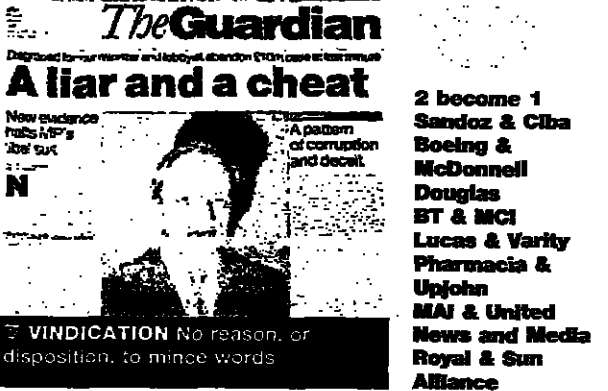 The Guardian
Disgraced former minister and lobbyist abandon £10m case at last minute
A liar and a cheat
New evidence
halts MP's
libel suit
A pattern
of corruption
and deceit
N
VINDICATION No reason, or
disposition, to mince words
2 become 1
Sandoz & Ciba
Boeing &
McDonnell
Douglas
BT & MCI
Lucas & Varity
Pharmacia &
Upjohn
MAI & United
News and Media
Royal & Sun
Alliance